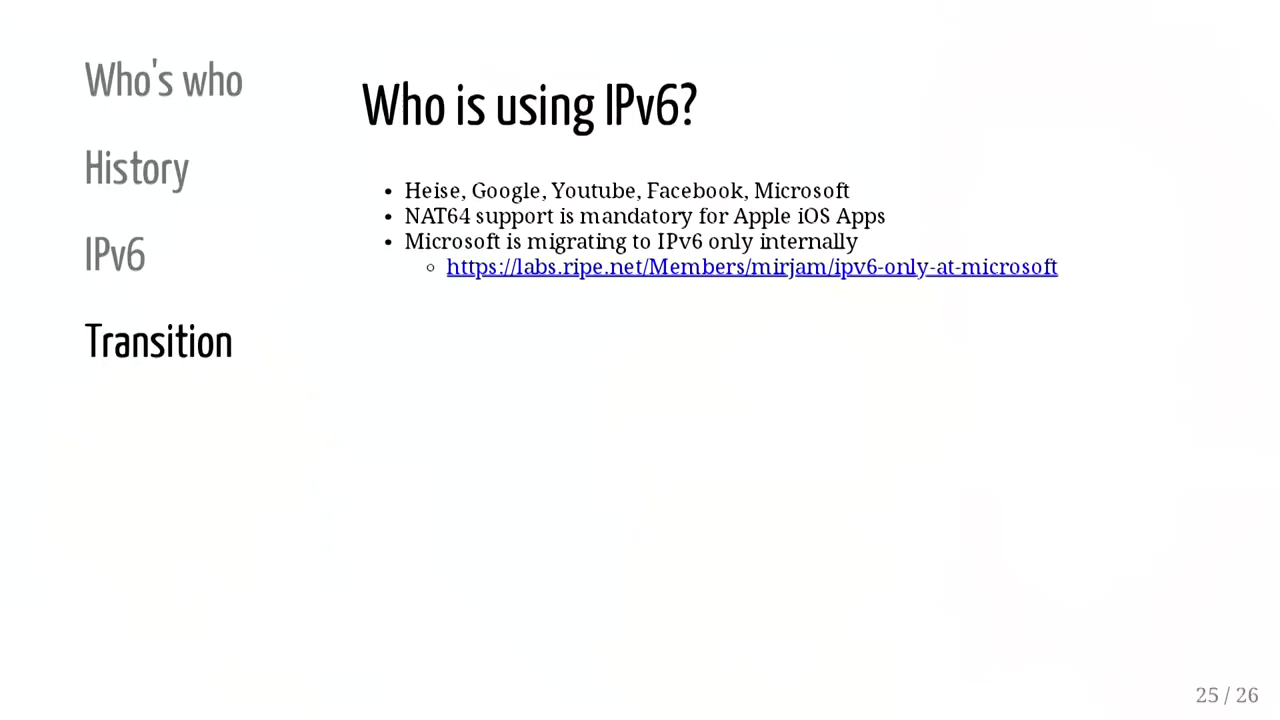 Who's who
History
IPv6
Transition
Who is using IPv6?
• Heise, Google, Youtube, Facebook, Microsoft
• NAT64 support is mandatory for Apple iOS Apps
• Microsoft is migrating to IPv6 only internally
◦ https://labs.ripe.net/Members/mirjam/ipv6-only-at-microsoft
25 / 26